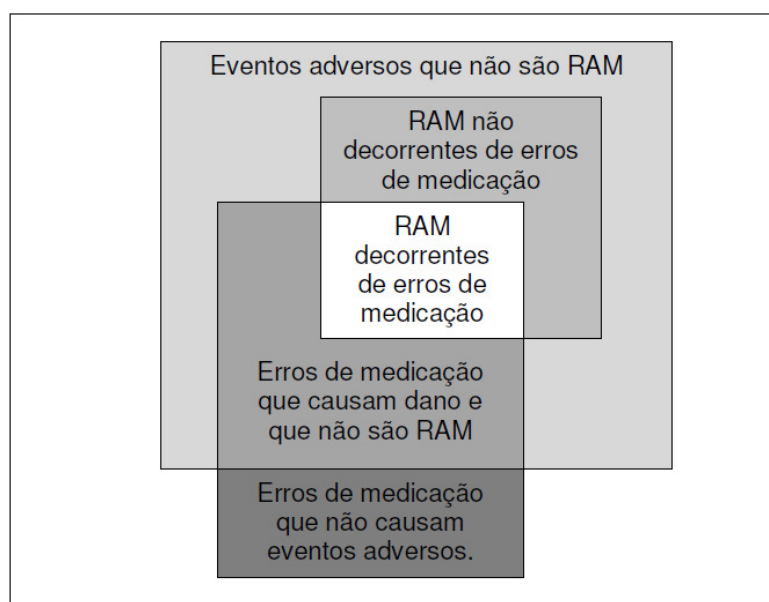 Eventos adversos que não são RAM
RAM não
decorrentes de erros
de medicação
RAM
decorrentes
de erros de
medicação
Erros de medicação
que causam dano e
que não são RAM
Erros de medicação
que não causam
eventos adversos.